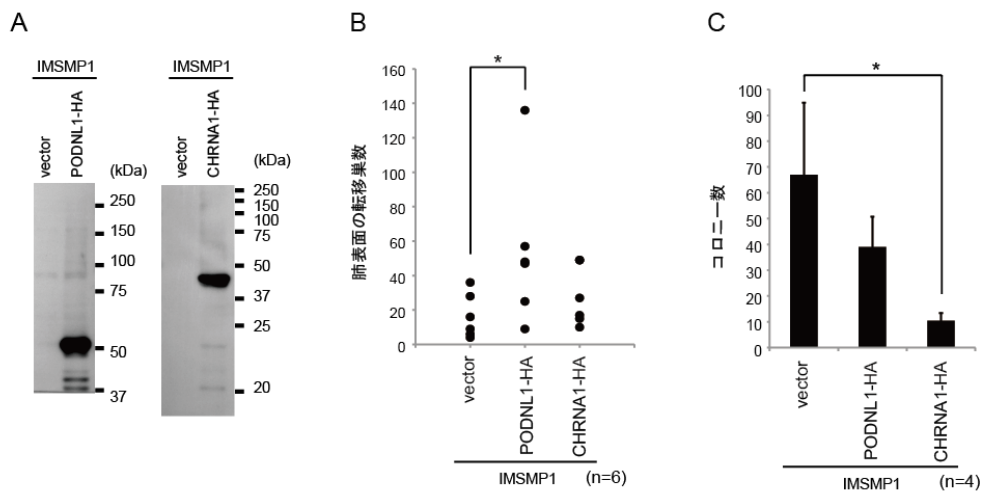 A
IMSMP1
vector
PODNL1-HA
(kDa)
250
150
100
75
50
37
IMSMP1
vector
CHRNA1-HA
(kDa)
250
150
100
75
50
37
25
20
B
*
肺表面の転移巣数
160
140
120
100
80
60
40
20
0
vector
PODNL1-HA
CHRNA1-HA
IMSMP1
(n=6)
C
*
コロニー数
100
90
80
70
60
50
40
30
20
10
0
vector
PODNL1-HA
CHRNA1-HA
IMSMP1
(n=4)